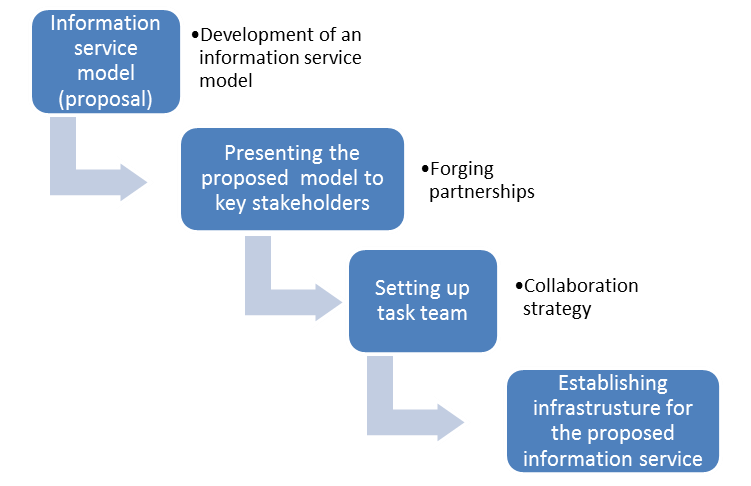 Information
service
model
(proposal)
•Development of an
information service
model
Presenting the
proposed model to
key stakeholders
•Forging
partnerships
Setting up
task team
•Collaboration
strategy
Establishing
infrastrusture for
the proposed
information service